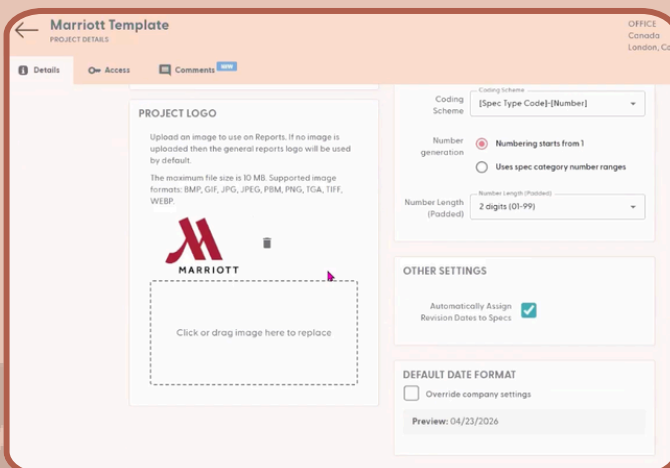 Marriott Template
PROJECT DETAILS
OFFICE
Canada
London,
Details
Access
Comments
NEW
PROJECT LOGO
Upload an image to use on Reports. If no image is
uploaded then the general reports logo will be used
by default.
The maximum file size is 10 MB. Supported image
formats: BMP, GIF, JPG, JPEG, PBM, PNG, TGA, TIFF,
WEBP.
MARRIOTT
Click or drag image here to replace
Coding Scheme
Coding
Scheme
[Spec Type Code]-[Number]
Number
generation
Numbering starts from 1
Uses spec category number ranges
Number Length (Padded)
Number Length
(Padded)
2 digits (01-99)
OTHER SETTINGS
Automatically Assign
Revision Dates to Specs
DEFAULT DATE FORMAT
Override company settings
Preview: 04/23/2026